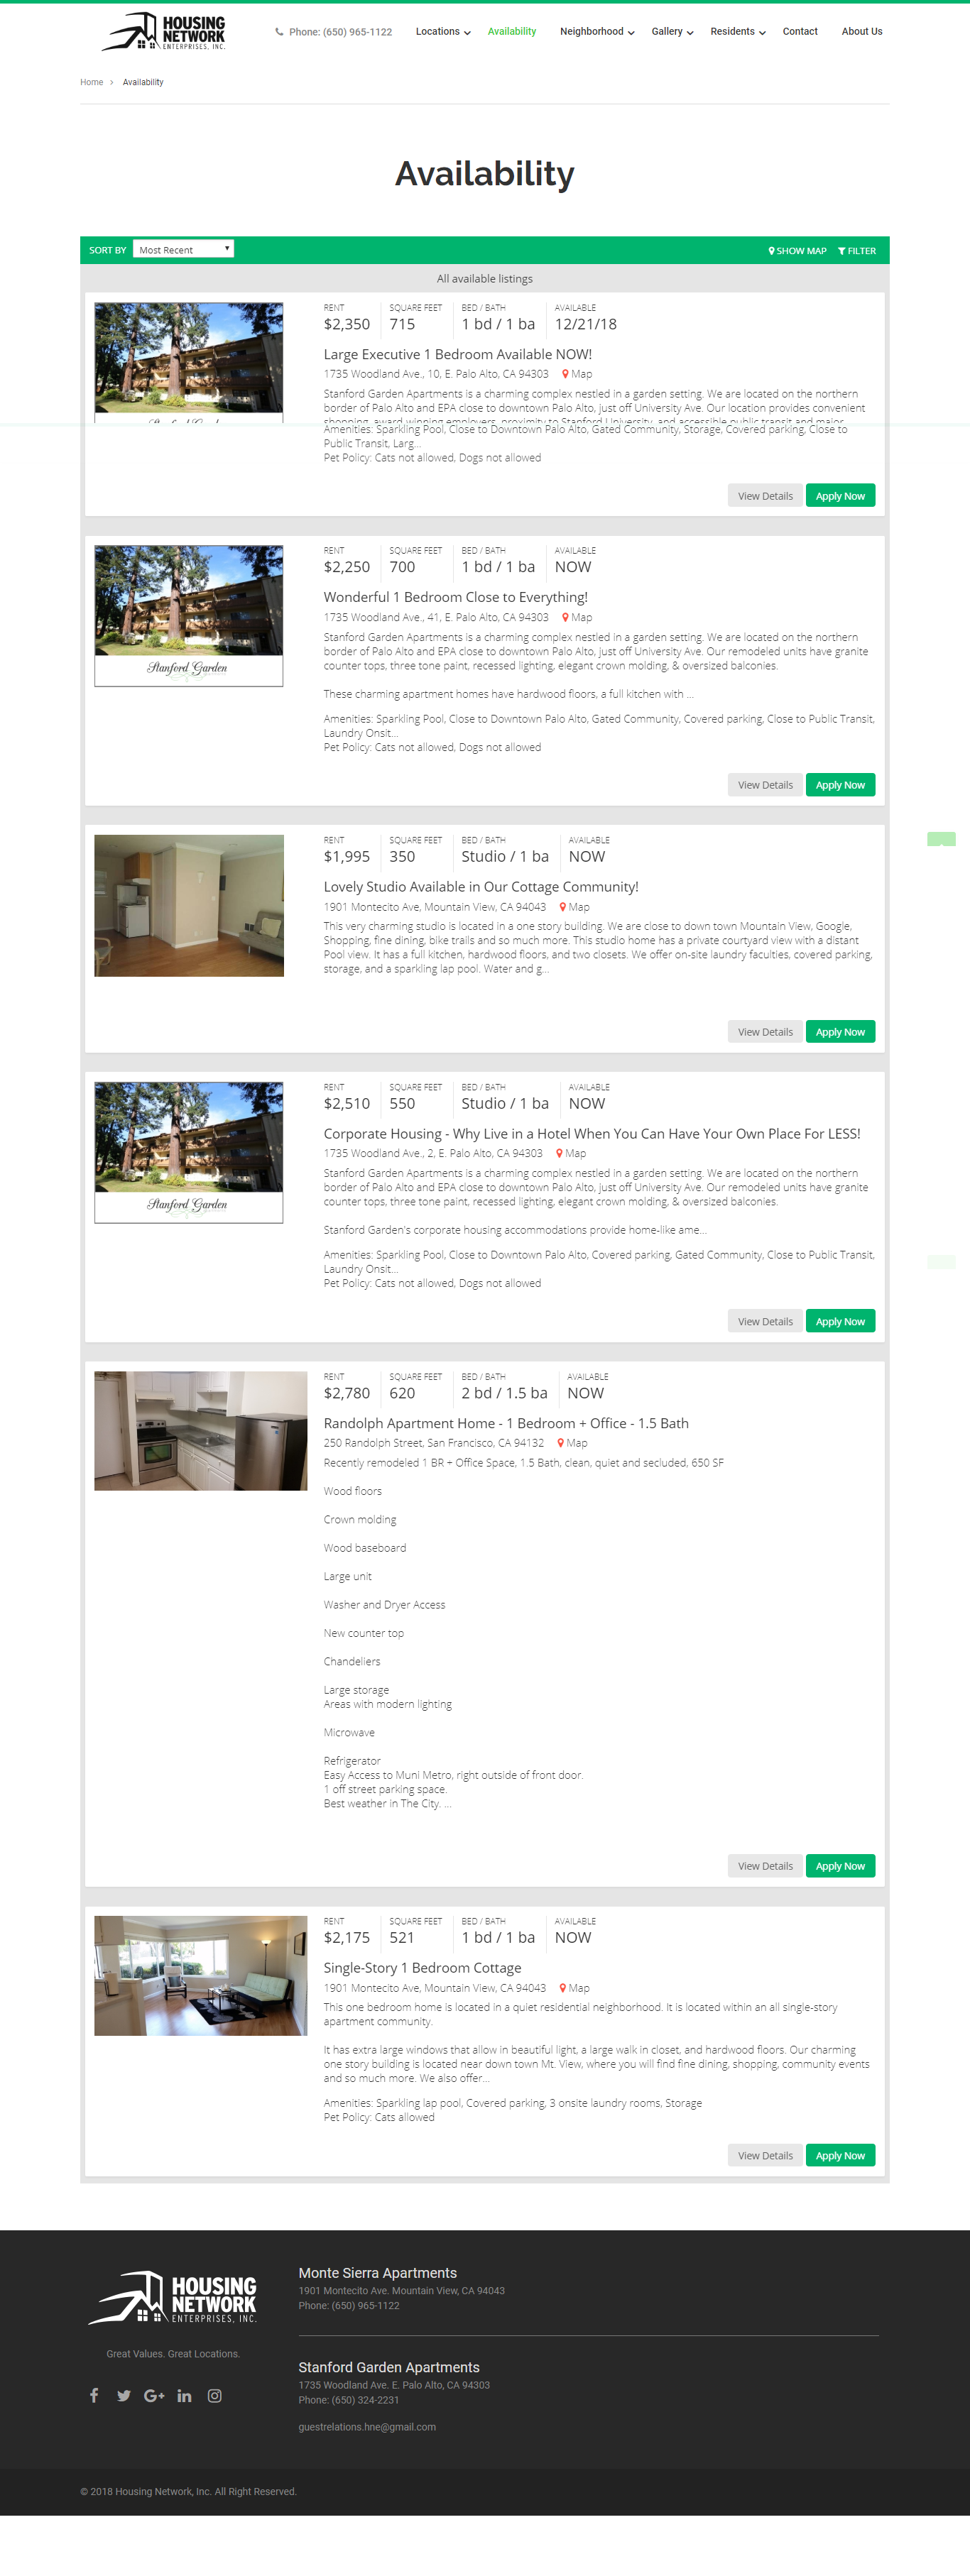 HOUSING
NETWORK
ENTERPRISES, INC.
Phone: (650) 965-1122
Locations
Availability
Neighborhood
Gallery
Residents
Contact
About Us
Home
Availability
Availability
SORT BY
Most Recent
SHOW MAP
FILTER
All available listings
RENT
SQUARE FEET
BED / BATH
AVAILABLE
$2,350
715
1 bd / 1 ba
12/21/18
Large Executive 1 Bedroom Available NOW!
1735 Woodland Ave., 10, E. Palo Alto, CA 94303
Map
Stanford Garden Apartments is a charming complex nestled in a garden setting. We are located on the northern
border of Palo Alto and EPA close to downtown Palo Alto, just off University Ave. Our location provides convenient
shopping, award winning employers, proximity to Stanford University, and accessible public transit and major
Amenities: Sparkling Pool, Close to Downtown Palo Alto, Gated Community, Storage, Covered parking, Close to
Public Transit, Larg...
Pet Policy: Cats not allowed, Dogs not allowed
View Details
Apply Now
RENT
SQUARE FEET
BED / BATH
AVAILABLE
$2,250
700
1 bd / 1 ba
NOW
Wonderful 1 Bedroom Close to Everything!
1735 Woodland Ave., 41, E. Palo Alto, CA 94303
Map
Stanford Garden Apartments is a charming complex nestled in a garden setting. We are located on the northern
border of Palo Alto and EPA close to downtown Palo Alto, just off University Ave. Our remodeled units have granite
counter tops, three tone paint, recessed lighting, elegant crown molding, & oversized balconies.
These charming apartment homes have hardwood floors, a full kitchen with ...
Amenities: Sparkling Pool, Close to Downtown Palo Alto, Gated Community, Covered parking, Close to Public Transit,
Laundry Onsit...
Pet Policy: Cats not allowed, Dogs not allowed
Stanford Garden
View Details
Apply Now
RENT
SQUARE FEET
BED / BATH
AVAILABLE
$1,995
350
Studio / 1 ba
NOW
Lovely Studio Available in Our Cottage Community!
1901 Montecito Ave, Mountain View, CA 94043
Map
This very charming studio is located in a one story building. We are close to down town Mountain View, Google,
Shopping, fine dining, bike trails and so much more. This studio home has a private courtyard view with a distant
Pool view. It has a full kitchen, hardwood floors, and two closets. We offer on-site laundry faculties, covered parking,
storage, and a sparkling lap pool. Water and g...
View Details
Apply Now
RENT
SQUARE FEET
BED / BATH
AVAILABLE
$2,510
550
Studio / 1 ba
NOW
Corporate Housing - Why Live in a Hotel When You Can Have Your Own Place For LESS!
1735 Woodland Ave., 2, E. Palo Alto, CA 94303
Map
Stanford Garden Apartments is a charming complex nestled in a garden setting. We are located on the northern
border of Palo Alto and EPA close to downtown Palo Alto, just off University Ave. Our remodeled units have granite
counter tops, three tone paint, recessed lighting, elegant crown molding, & oversized balconies.
Stanford Garden's corporate housing accommodations provide home-like ame...
Amenities: Sparkling Pool, Close to Downtown Palo Alto, Covered parking, Gated Community, Close to Public Transit,
Laundry Onsit...
Pet Policy: Cats not allowed, Dogs not allowed
Stanford Garden
View Details
Apply Now
RENT
SQUARE FEET
BED / BATH
AVAILABLE
$2,780
620
2 bd / 1.5 ba
NOW
Randolph Apartment Home - 1 Bedroom + Office - 1.5 Bath
250 Randolph Street, San Francisco, CA 94132
Map
Recently remodeled 1 BR + Office Space, 1.5 Bath, clean, quiet and secluded, 650 SF
Wood floors
Crown molding
Wood baseboard
Large unit
Washer and Dryer Access
New counter top
Chandeliers
Large storage
Areas with modern lighting
Microwave
Refrigerator
Easy Access to Muni Metro, right outside of front door.
1 off street parking space.
Best weather in The City. ...
View Details
Apply Now
RENT
SQUARE FEET
BED / BATH
AVAILABLE
$2,175
521
1 bd / 1 ba
NOW
Single-Story 1 Bedroom Cottage
1901 Montecito Ave, Mountain View, CA 94043
Map
This one bedroom home is located in a quiet residential neighborhood. It is located within an all single-story
apartment community.
It has extra large windows that allow in beautiful light, a large walk in closet, and hardwood floors. Our charming
one story building is located near down town Mt. View, where you will find fine dining, shopping, community events
and so much more. We also offer...
Amenities: Sparkling lap pool, Covered parking, 3 onsite laundry rooms, Storage
Pet Policy: Cats allowed
View Details
Apply Now
HOUSING
NETWORK
ENTERPRISES, INC.
Great Values. Great Locations.
Monte Sierra Apartments
1901 Montecito Ave. Mountain View, CA 94043
Phone: (650) 965-1122
Stanford Garden Apartments
1735 Woodland Ave. E. Palo Alto, CA 94303
Phone: (650) 324-2231
guestrelations.hne@gmail.com
© 2018 Housing Network, Inc. All Right Reserved.